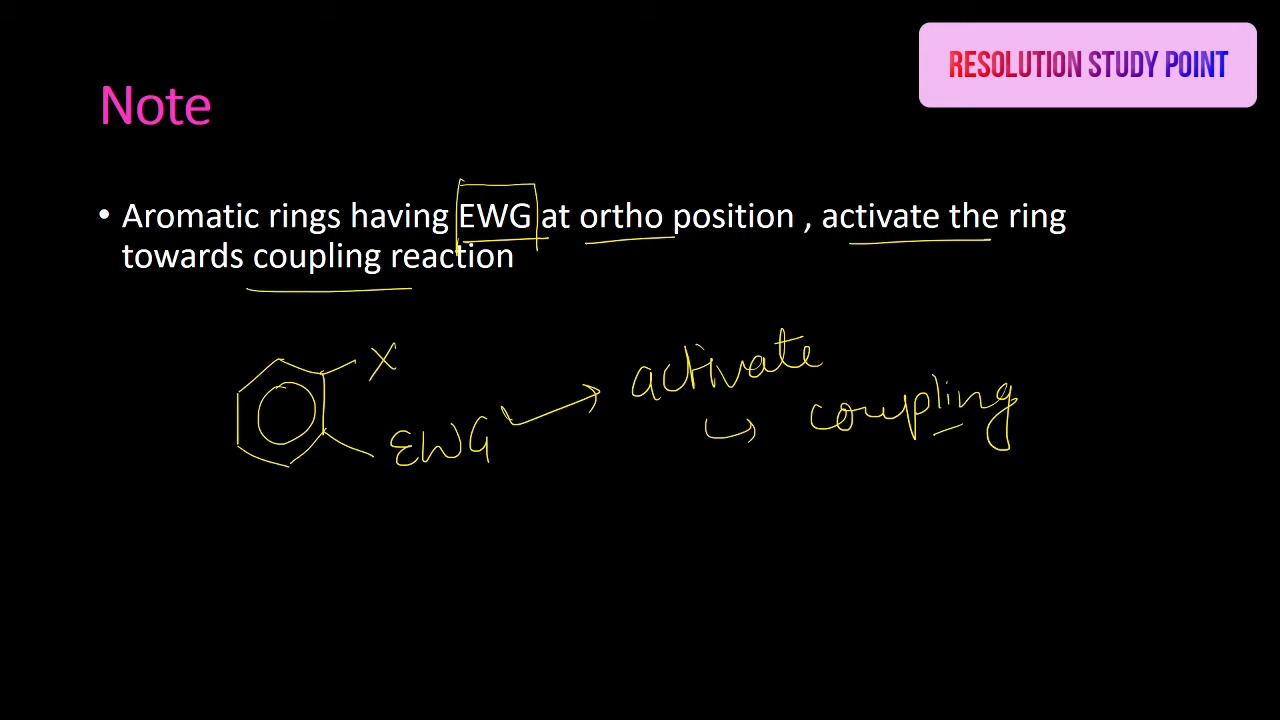 RESOLUTION STUDY POINT
Note
• Aromatic rings having EWG at ortho position , activate the ring
towards coupling reaction
X
EWG
activate
coupling